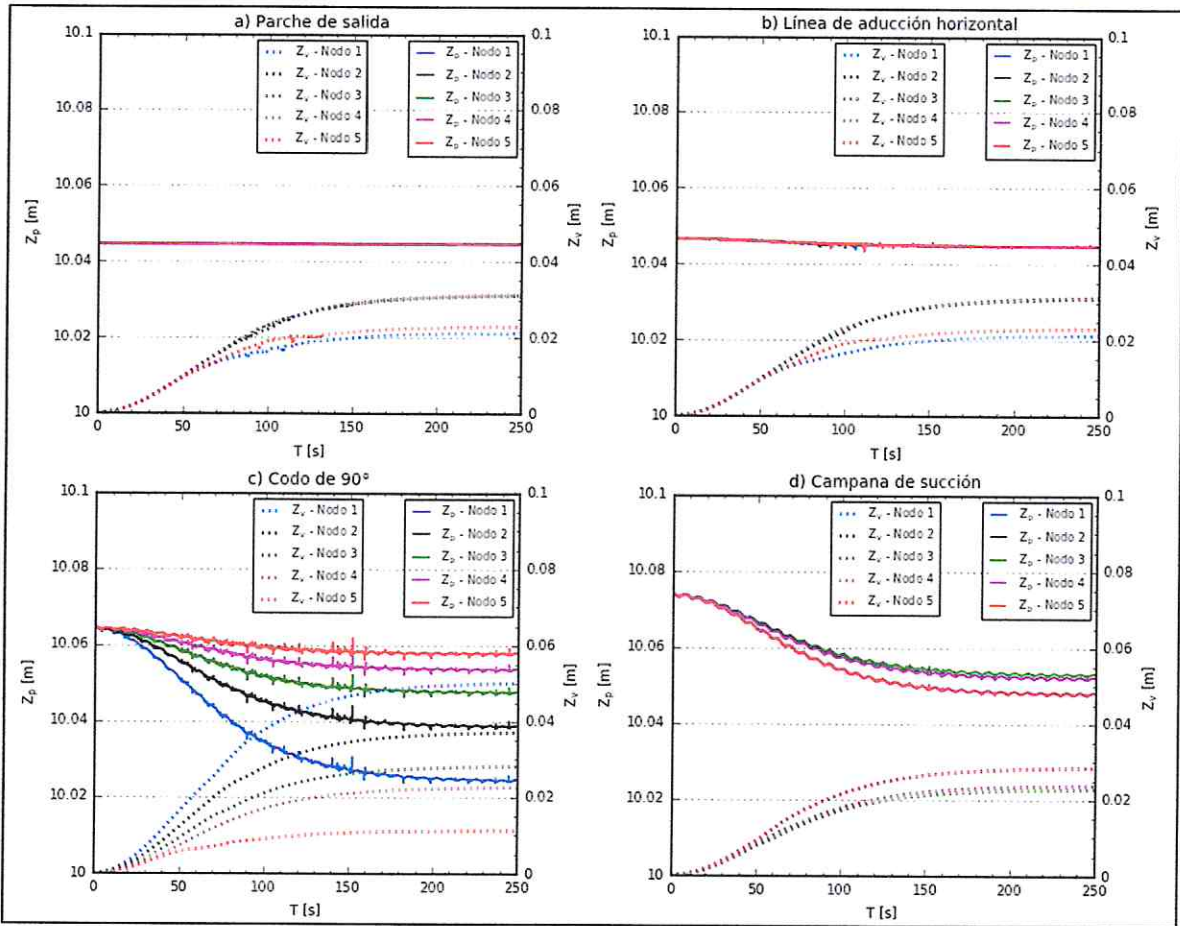 a) Parche de salida
10.1
10.08
10.06
10.04
10.02
10
Z_p [m]
Z_v - Nodo 1
Z_v - Nodo 2
Z_v - Nodo 3
Z_v - Nodo 4
Z_v - Nodo 5
Z_p - Nodo 1
Z_p - Nodo 2
Z_p - Nodo 3
Z_p - Nodo 4
Z_p - Nodo 5
0.1
0.08
0.06
0.04
0.02
0
Z_v [m]
0 50 100 150 200 250
T [s]
b) Línea de aducción horizontal
10.1
10.08
10.06
10.04
10.02
10
Z_p [m]
Z_v - Nodo 1
Z_v - Nodo 2
Z_v - Nodo 3
Z_v - Nodo 4
Z_v - Nodo 5
Z_p - Nodo 1
Z_p - Nodo 2
Z_p - Nodo 3
Z_p - Nodo 4
Z_p - Nodo 5
0.1
0.08
0.06
0.04
0.02
0
Z_v [m]
0 50 100 150 200 250
T [s]
c) Codo de 90º
10.1
10.08
10.06
10.04
10.02
10
Z_p [m]
Z_v - Nodo 1
Z_v - Nodo 2
Z_v - Nodo 3
Z_v - Nodo 4
Z_v - Nodo 5
Z_p - Nodo 1
Z_p - Nodo 2
Z_p - Nodo 3
Z_p - Nodo 4
Z_p - Nodo 5
0.1
0.08
0.06
0.04
0.02
0
Z_v [m]
0 50 100 150 200 250
T [s]
d) Campana de succión
10.1
10.08
10.06
10.04
10.02
10
Z_p [m]
Z_v - Nodo 1
Z_v - Nodo 2
Z_v - Nodo 3
Z_v - Nodo 4
Z_v - Nodo 5
Z_p - Nodo 1
Z_p - Nodo 2
Z_p - Nodo 3
Z_p - Nodo 4
Z_p - Nodo 5
0.1
0.08
0.06
0.04
0.02
0
Z_v [m]
0 50 100 150 200 250
T [s]